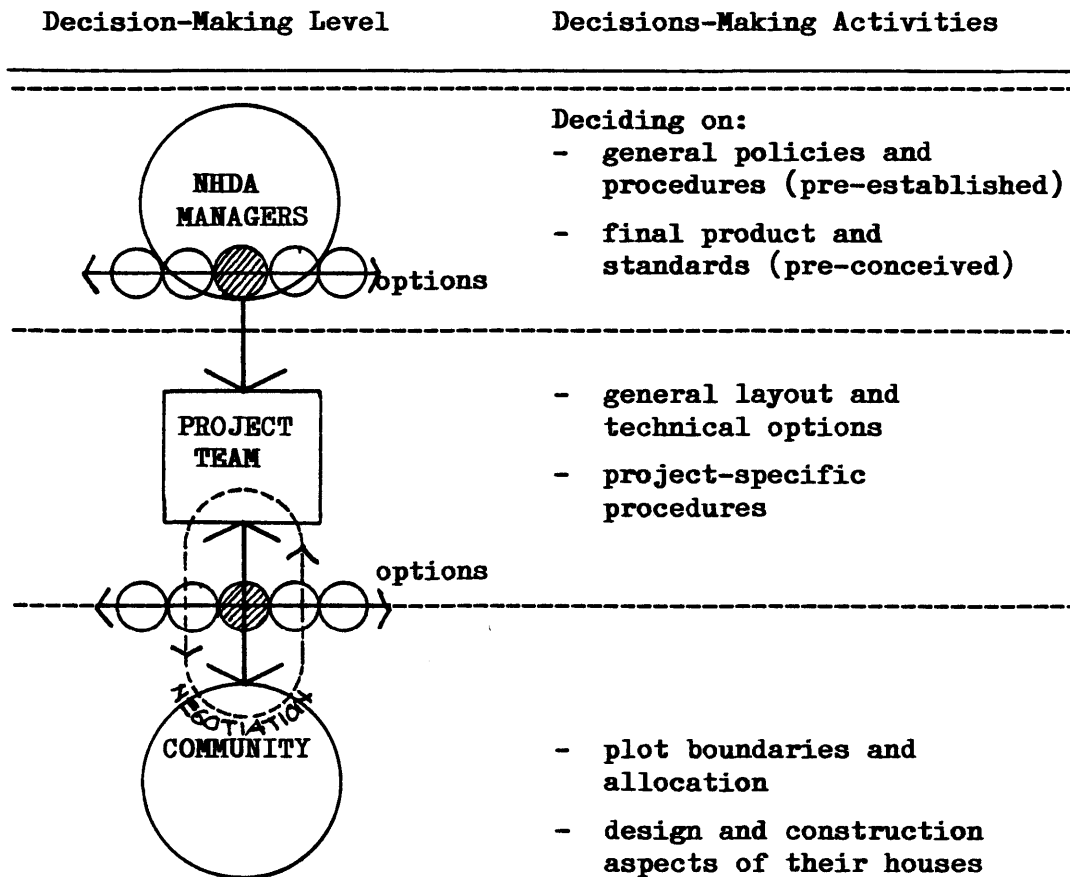 Decision-Making Level
Decisions-Making Activities
NHDA
MANAGERS
options
Deciding on:
- general policies and
procedures (pre-established)
- final product and
standards (pre-conceived)
PROJECT
TEAM
options
- general layout and
technical options
- project-specific
procedures
NEGOTIATION
COMMUNITY
- plot boundaries and
allocation
- design and construction
aspects of their houses